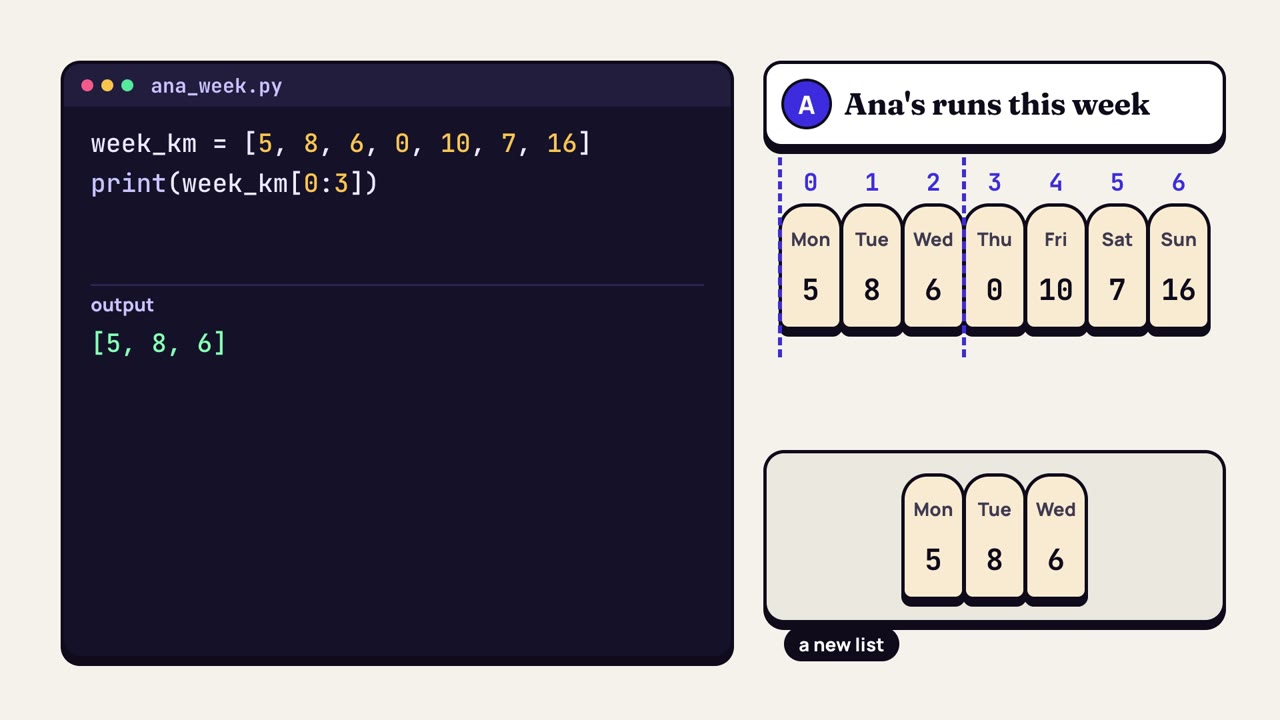 ana_week.py
week_km = [5, 8, 6, 0, 10, 7, 16]
print(week_km[0:3])
output
[5, 8, 6]
A
Ana's runs this week
0 1 2 3 4 5 6
Mon Tue Wed Thu Fri Sat Sun
5 8 6 0 10 7 16
Mon Tue Wed
5 8 6
a new list